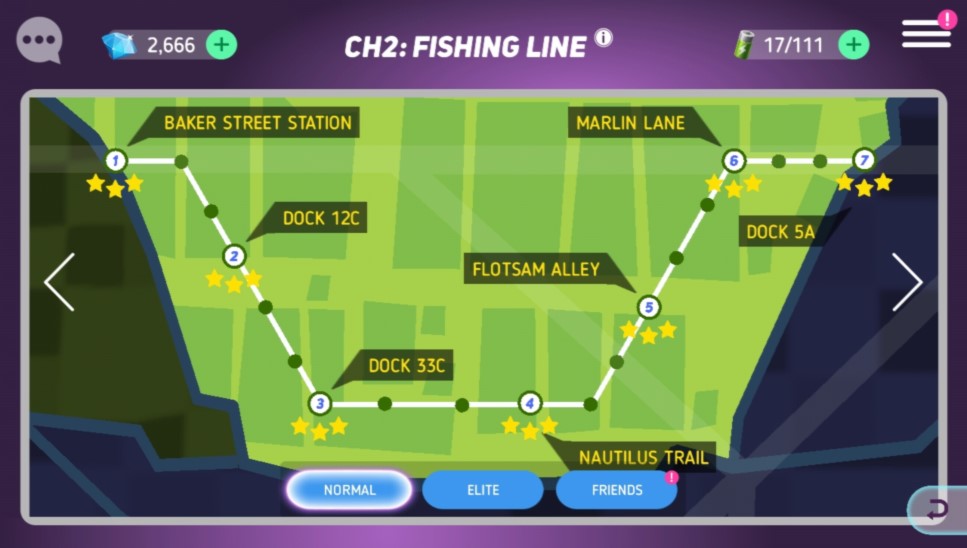 2,666
CH2: FISHING LINE
17/111
BAKER STREET STATION
MARLIN LANE
1
6
7
DOCK 12C
DOCK 5A
2
FLOTSAM ALLEY
5
DOCK 33C
3
4
NAUTILUS TRAIL
NORMAL
ELITE
FRIENDS